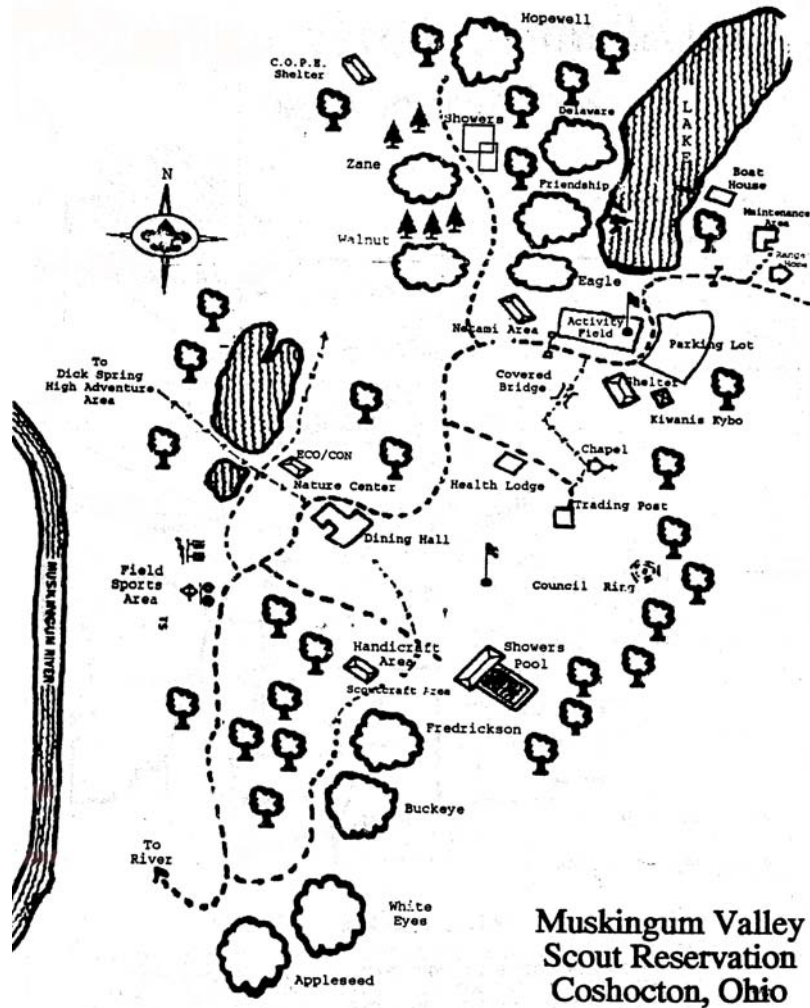 Hopewell
C.O.P.E.
Shelter
Showers
Delaware
LAKE
Zane
Friendship
Boat
House
Maintenance
Area
Range
Walnut
Eagle
N
Activity
Field
Parking Lot
Covered
Bridge
Shelter
Kiwanis Kybo
To
Dick Spring
High Adventure
Area
ECO/CON
Nature Center
Health Lodge
Chapel
Trading Post
Dining Hall
Field
Sports
Area
Council Ring
MUSKINGUM RIVER
Handicraft
Area
Showers
Pool
Scoutcraft Area
Fredrickson
Buckeye
To
River
White
Eyes
Appleseed
Muskingum Valley
Scout Reservation
Coshocton, Ohio